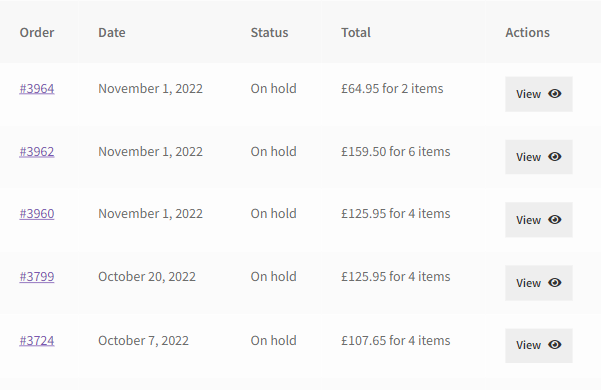 Order Date Status Total Actions
#3964 November 1, 2022 On hold £64.95 for 2 items View
#3962 November 1, 2022 On hold £159.50 for 6 items View
#3960 November 1, 2022 On hold £125.95 for 4 items View
#3799 October 20, 2022 On hold £125.95 for 4 items View
#3724 October 7, 2022 On hold £107.65 for 4 items View